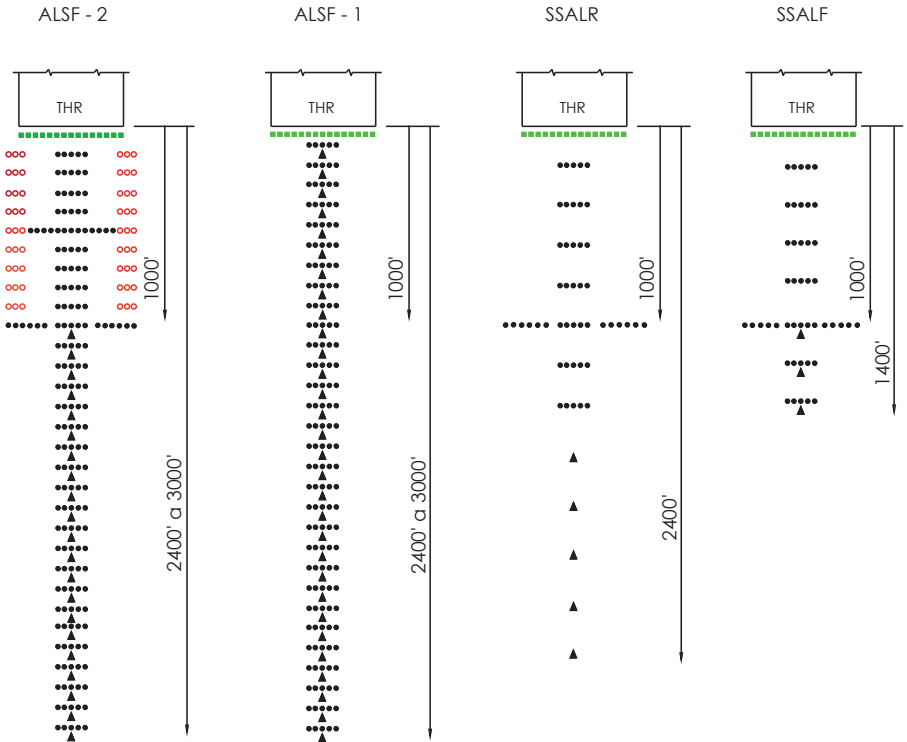 ALSF - 2
ALSF - 1
SSALR
SSALF
THR
THR
THR
THR
1000'
1000'
1000'
1000'
1400'
2400' a 3000'
2400' a 3000'
2400'